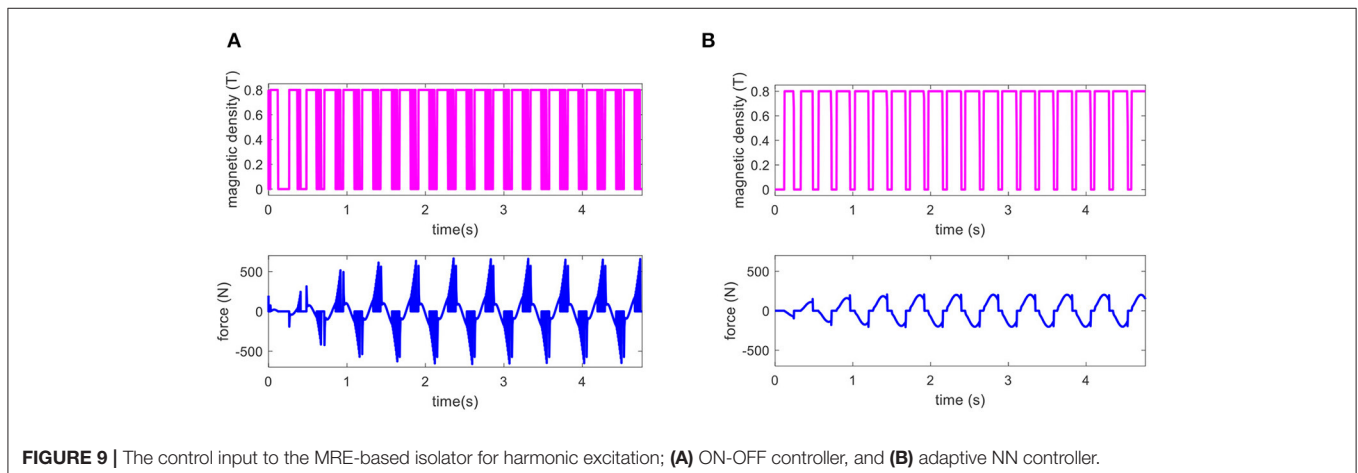 A
magnetic density (T)
0.8
0.6
0.4
0.2
0
0 1 2 3 4
time(s)
force (N)
500
0
-500
0 1 2 3 4
time(s)
B
magnetic density (T)
0.8
0.6
0.4
0.2
0
0 1 2 3 4
time (s)
force (N)
500
0
-500
0 1 2 3 4
time (s)
FIGURE 9 | The control input to the MRE-based isolator for harmonic excitation; (A) ON-OFF controller, and (B) adaptive NN controller.